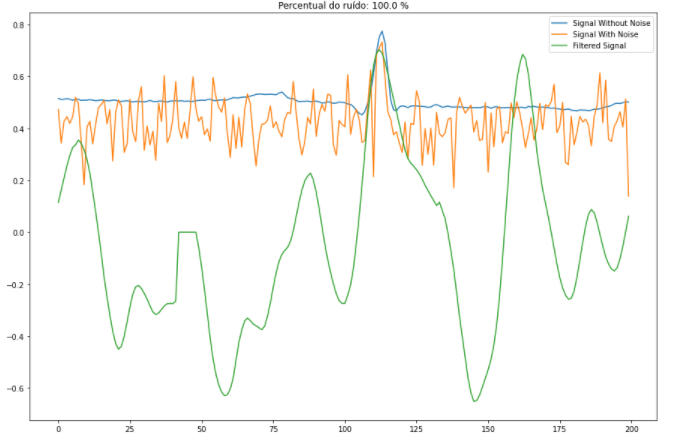 Percentual do ruído: 100.0 %
Signal Without Noise
Signal With Noise
Filtered Signal
0.8
0.6
0.4
0.2
0.0
−0.2
−0.4
−0.6
0 25 50 75 100 125 150 175 200